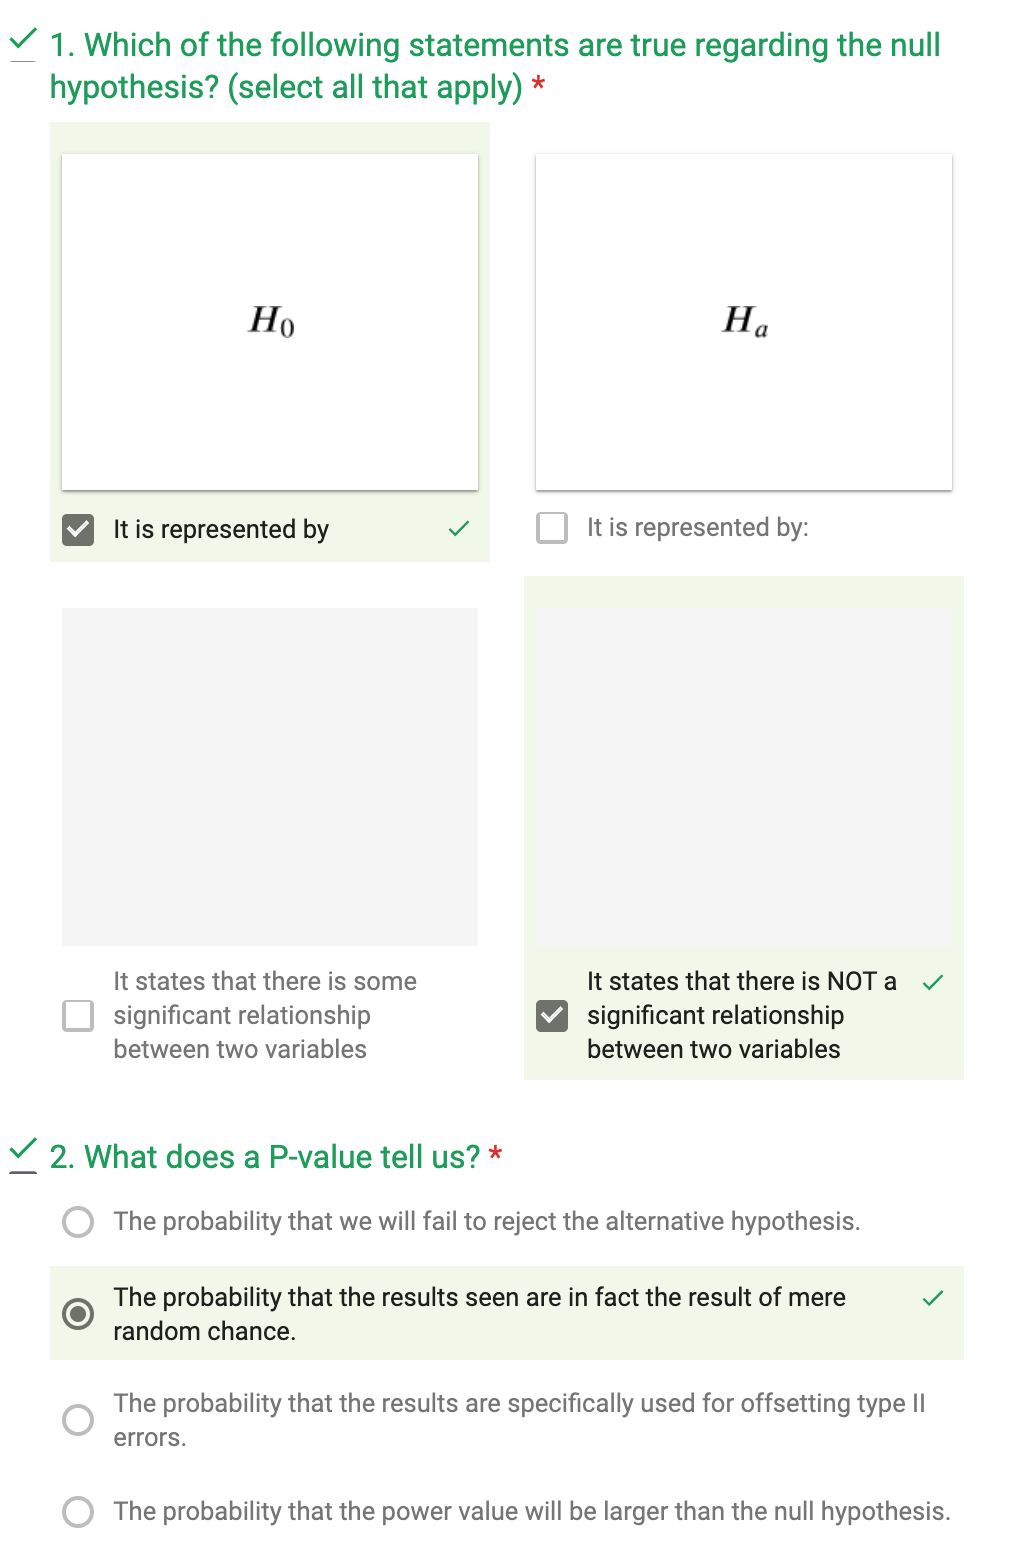 1. Which of the following statements are true regarding the null
hypothesis? (select all that apply) *
H0
Ha
It is represented by
It is represented by:
It states that there is some
significant relationship
between two variables
It states that there is NOT a
significant relationship
between two variables
2. What does a P-value tell us? *
The probability that we will fail to reject the alternative hypothesis.
The probability that the results seen are in fact the result of mere
random chance.
The probability that the results are specifically used for offsetting type II
errors.
The probability that the power value will be larger than the null hypothesis.